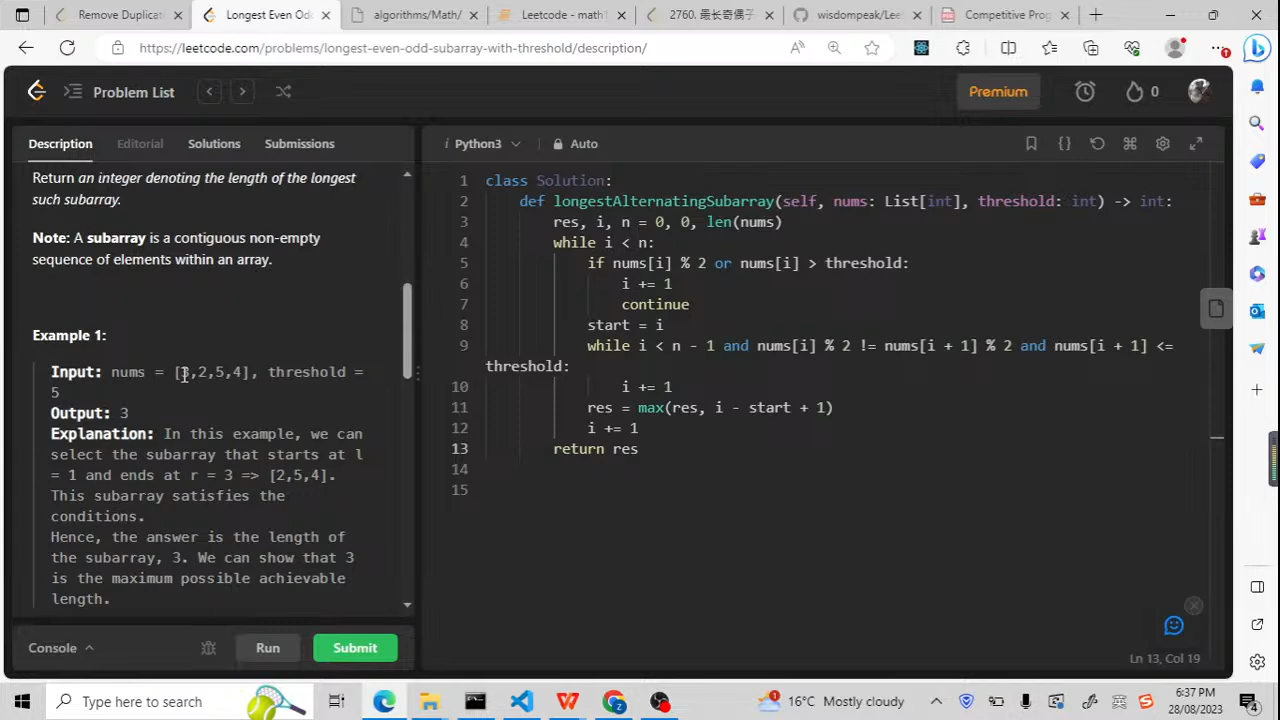 Remove Duplicati
Longest Even Od
algorithms/Math/
Leetcode - mathT
2760. 最长奇偶子
wisdompeak/Lee
Competitive Prog
https://leetcode.com/problems/longest-even-odd-subarray-with-threshold/description/
Problem List
Premium
0
Description
Editorial
Solutions
Submissions
Python3
Auto
Return an integer denoting the length of the longest
such subarray.
Note: A subarray is a contiguous non-empty
sequence of elements within an array.
Example 1:
Input: nums = [3,2,5,4], threshold =
5
Output: 3
Explanation: In this example, we can
select the subarray that starts at l
= 1 and ends at r = 3 => [2,5,4].
This subarray satisfies the
conditions.
Hence, the answer is the length of
the subarray, 3. We can show that 3
is the maximum possible achievable
length.
1 class Solution:
2 def longestAlternatingSubarray(self, nums: List[int], threshold: int) -> int:
3 res, i, n = 0, 0, len(nums)
4 while i < n:
5 if nums[i] % 2 or nums[i] > threshold:
6 i += 1
7 continue
8 start = i
9 while i < n - 1 and nums[i] % 2 != nums[i + 1] % 2 and nums[i + 1] <=
threshold:
10 i += 1
11 res = max(res, i - start + 1)
12 i += 1
13 return res
14
15
Console
Run
Submit
Ln 13, Col 19
Type here to search
1
16°C Mostly cloudy
6:37 PM
28/08/2023
4